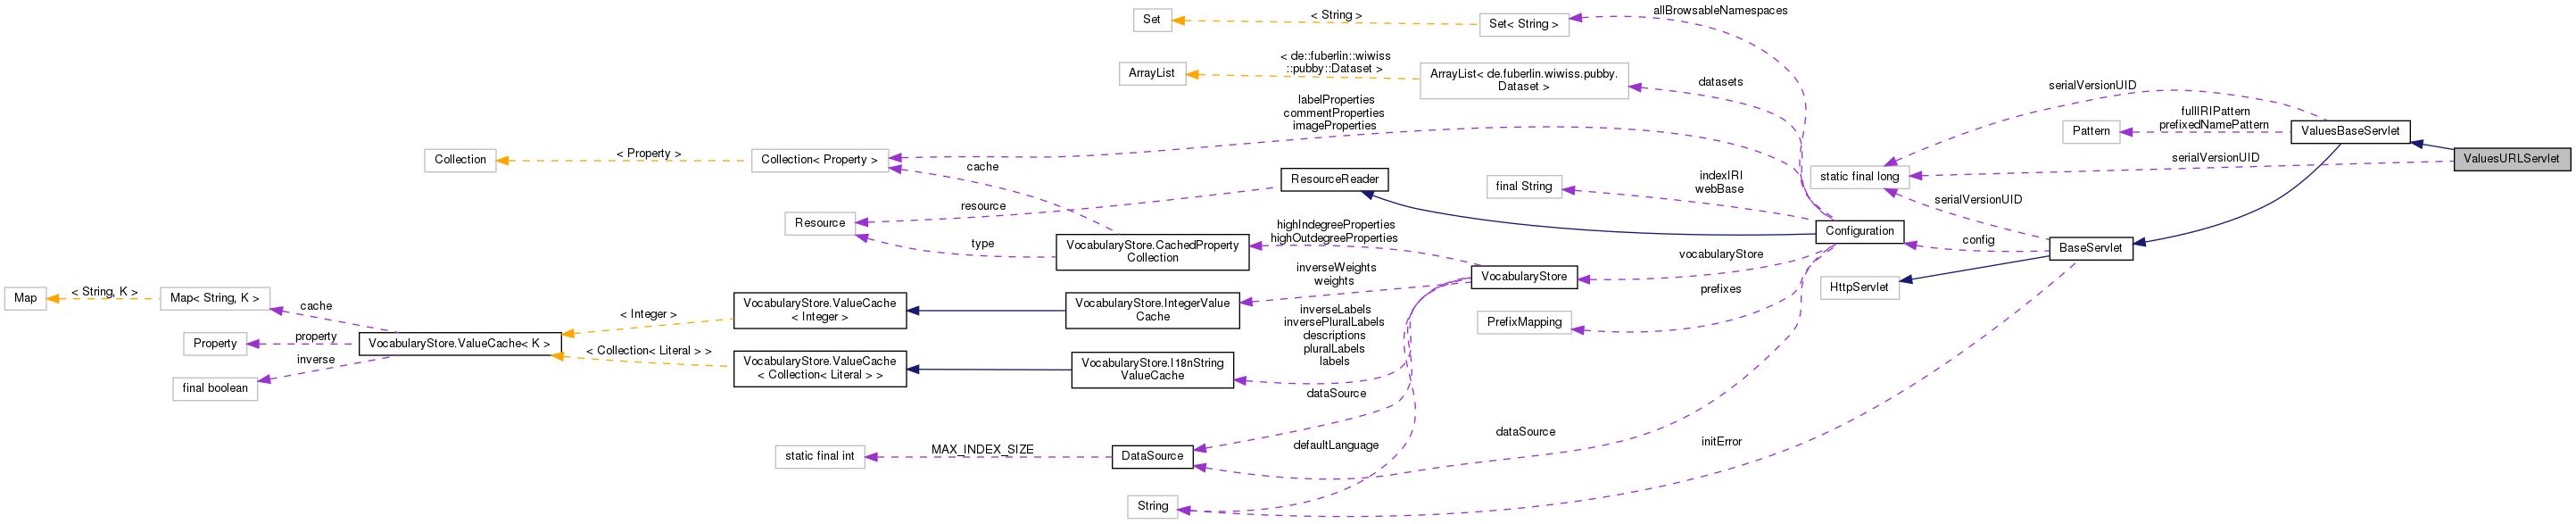 Set
< String >
Set< String >
allBrowsableNamespaces
ArrayList
< de::fuberlin::wiwiss
::pubby::Dataset >
ArrayList< de.fuberlin.wiwiss.pubby.
Dataset >
datasets
labelProperties
commentProperties
imageProperties
Collection
< Property >
Collection< Property >
cache
ResourceReader
resource
Resource
type
VocabularyStore.CachedProperty
Collection
highIndegreeProperties
highOutdegreeProperties
final String
indexIRI
webBase
Configuration
config
serialVersionUID
fullIRIPattern
prefixedNamePattern
Pattern
ValuesBaseServlet
ValuesURLServlet
serialVersionUID
static final long
serialVersionUID
BaseServlet
HttpServlet
vocabularyStore
VocabularyStore
prefixes
PrefixMapping
inverseWeights
weights
VocabularyStore.IntegerValue
Cache
VocabularyStore.ValueCache
< Integer >
< Integer >
Map
< String, K >
Map< String, K >
cache
Property
property
VocabularyStore.ValueCache< K >
final boolean
inverse
< Collection< Literal > >
VocabularyStore.ValueCache
< Collection< Literal > >
VocabularyStore.I18nString
ValueCache
inverseLabels
inversePluralLabels
descriptions
pluralLabels
labels
dataSource
static final int
MAX_INDEX_SIZE
DataSource
defaultLanguage
dataSource
initError
String